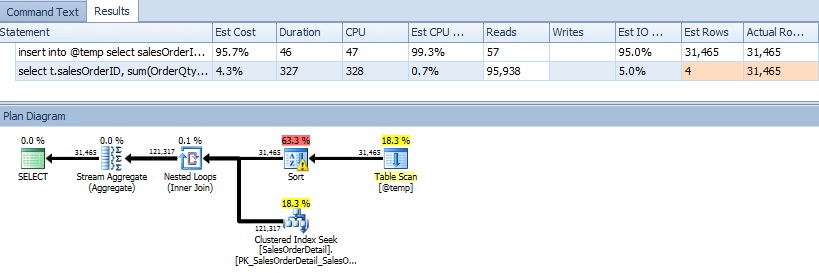 Command Text Results
Statement Est Cost Duration CPU Est CPU ... Reads Writes Est IO ... Est Rows Actual Ro...
insert into @temp select salesOrderI... 95.7% 46 47 99.3% 57 95.0% 31,465 31,465
select t.salesOrderID, sum(OrderQty,... 4.3% 327 328 0.7% 95,938 5.0% 4 31,465
Plan Diagram
0.0 % 0.0 % 0.1 % 63.3 % 18.3 %
31,465 121,317 31,465 31,465
SELECT Stream Aggregate Nested Loops Sort Table Scan
(Aggregate) (Inner Join) [@temp]
18.3 %
121,317
Clustered Index Seek
[SalesOrderDetail].
[PK_SalesOrderDetail_SalesO...